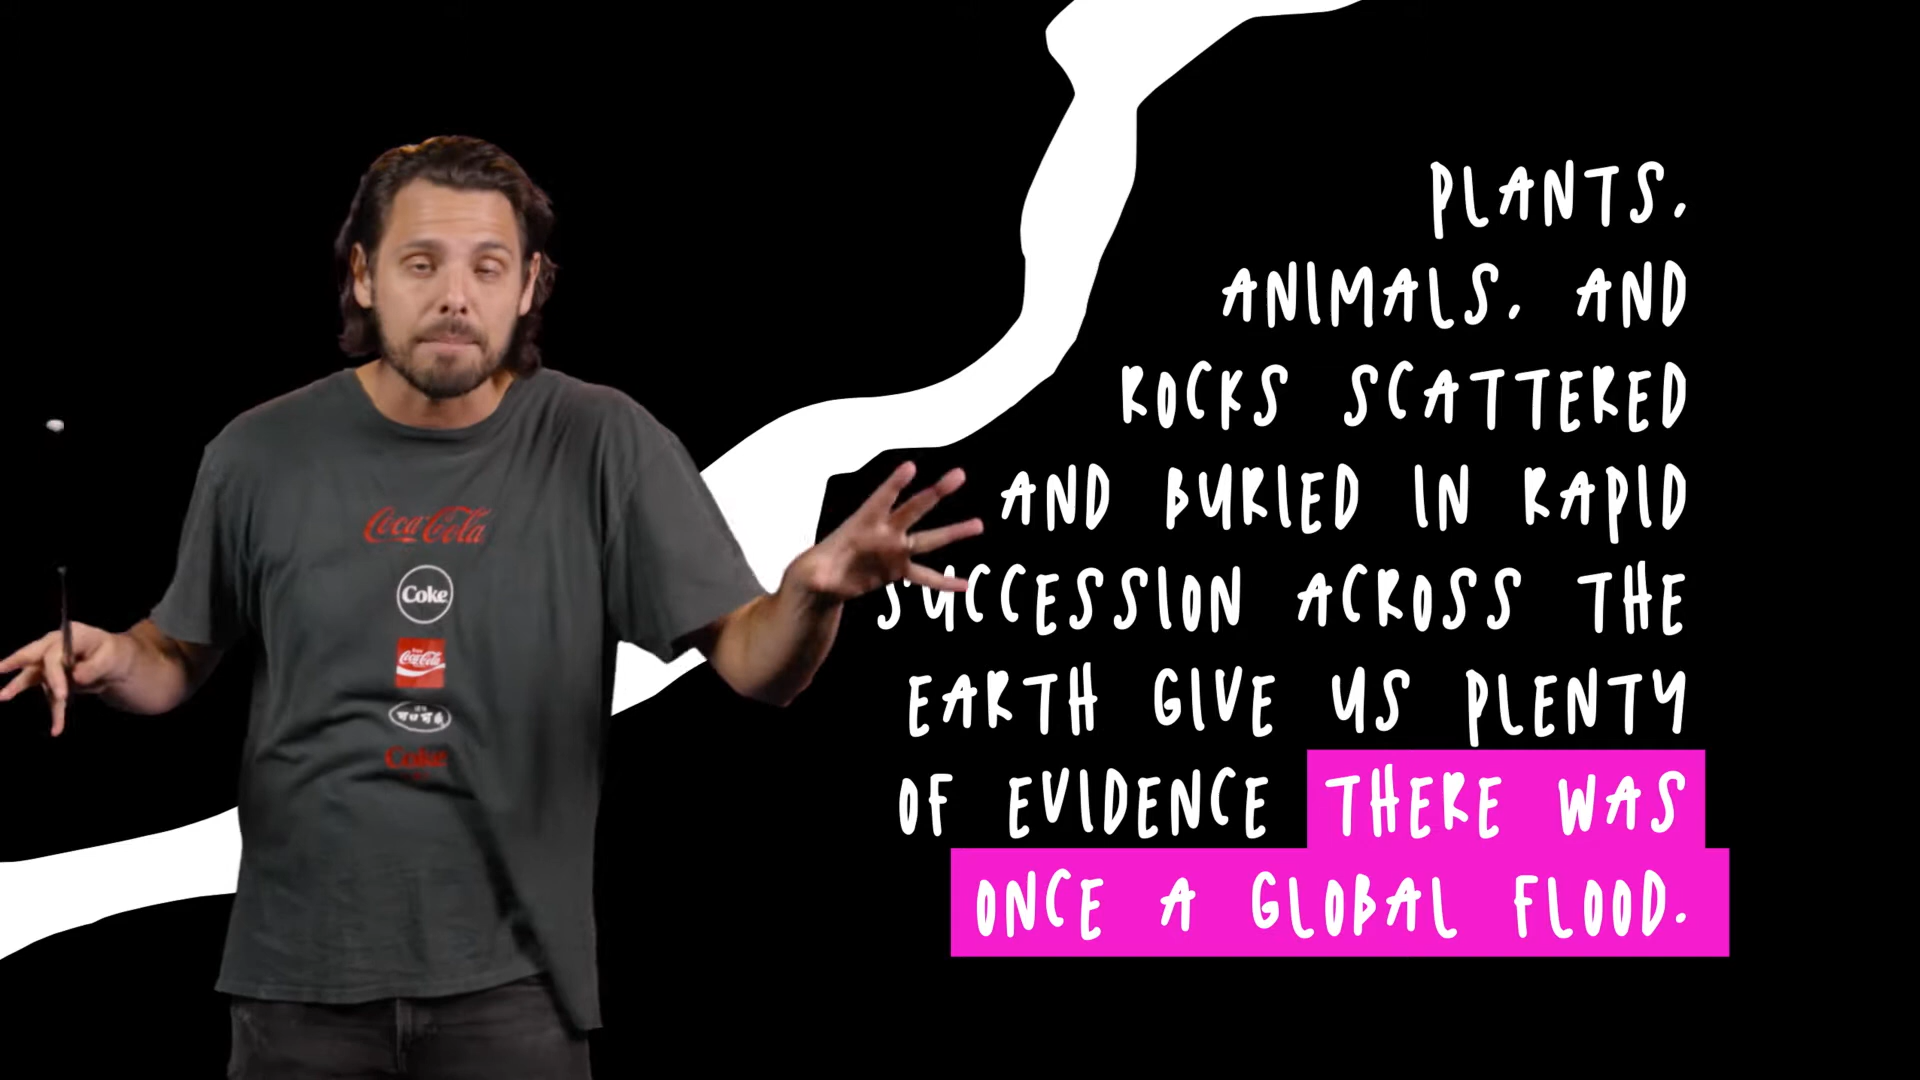 PLANTS,
ANIMALS, AND
ROCKS SCATTERED
AND BURIED IN RAPID
SUCCESSION ACROSS THE
EARTH GIVE US PLENTY
OF EVIDENCE THERE WAS
ONCE A GLOBAL FLOOD.
Coca-Cola
Coke
Coca-Cola
Coke